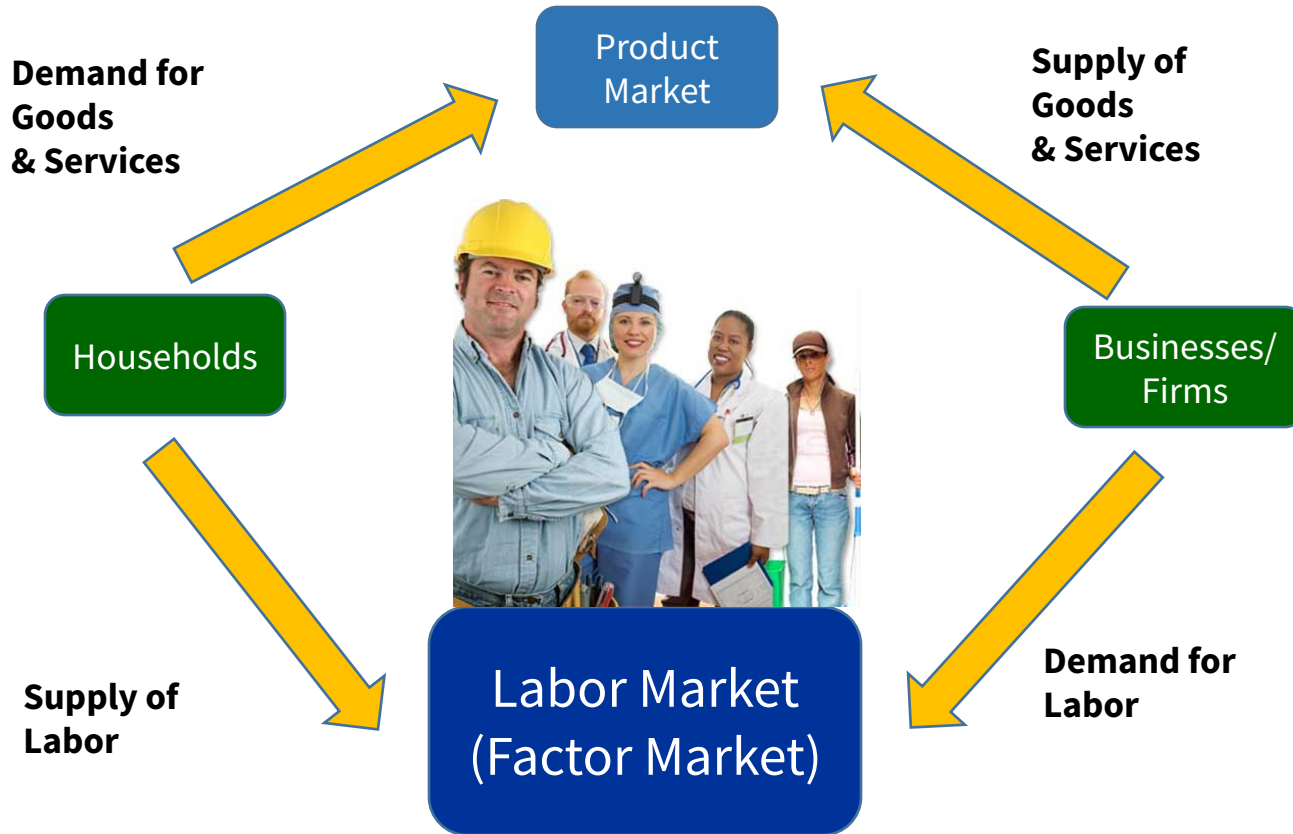 Product
Market
Demand for
Goods
& Services
Supply of
Goods
& Services
Households
Businesses/
Firms
Supply of
Labor
Labor Market
(Factor Market)
Demand for
Labor